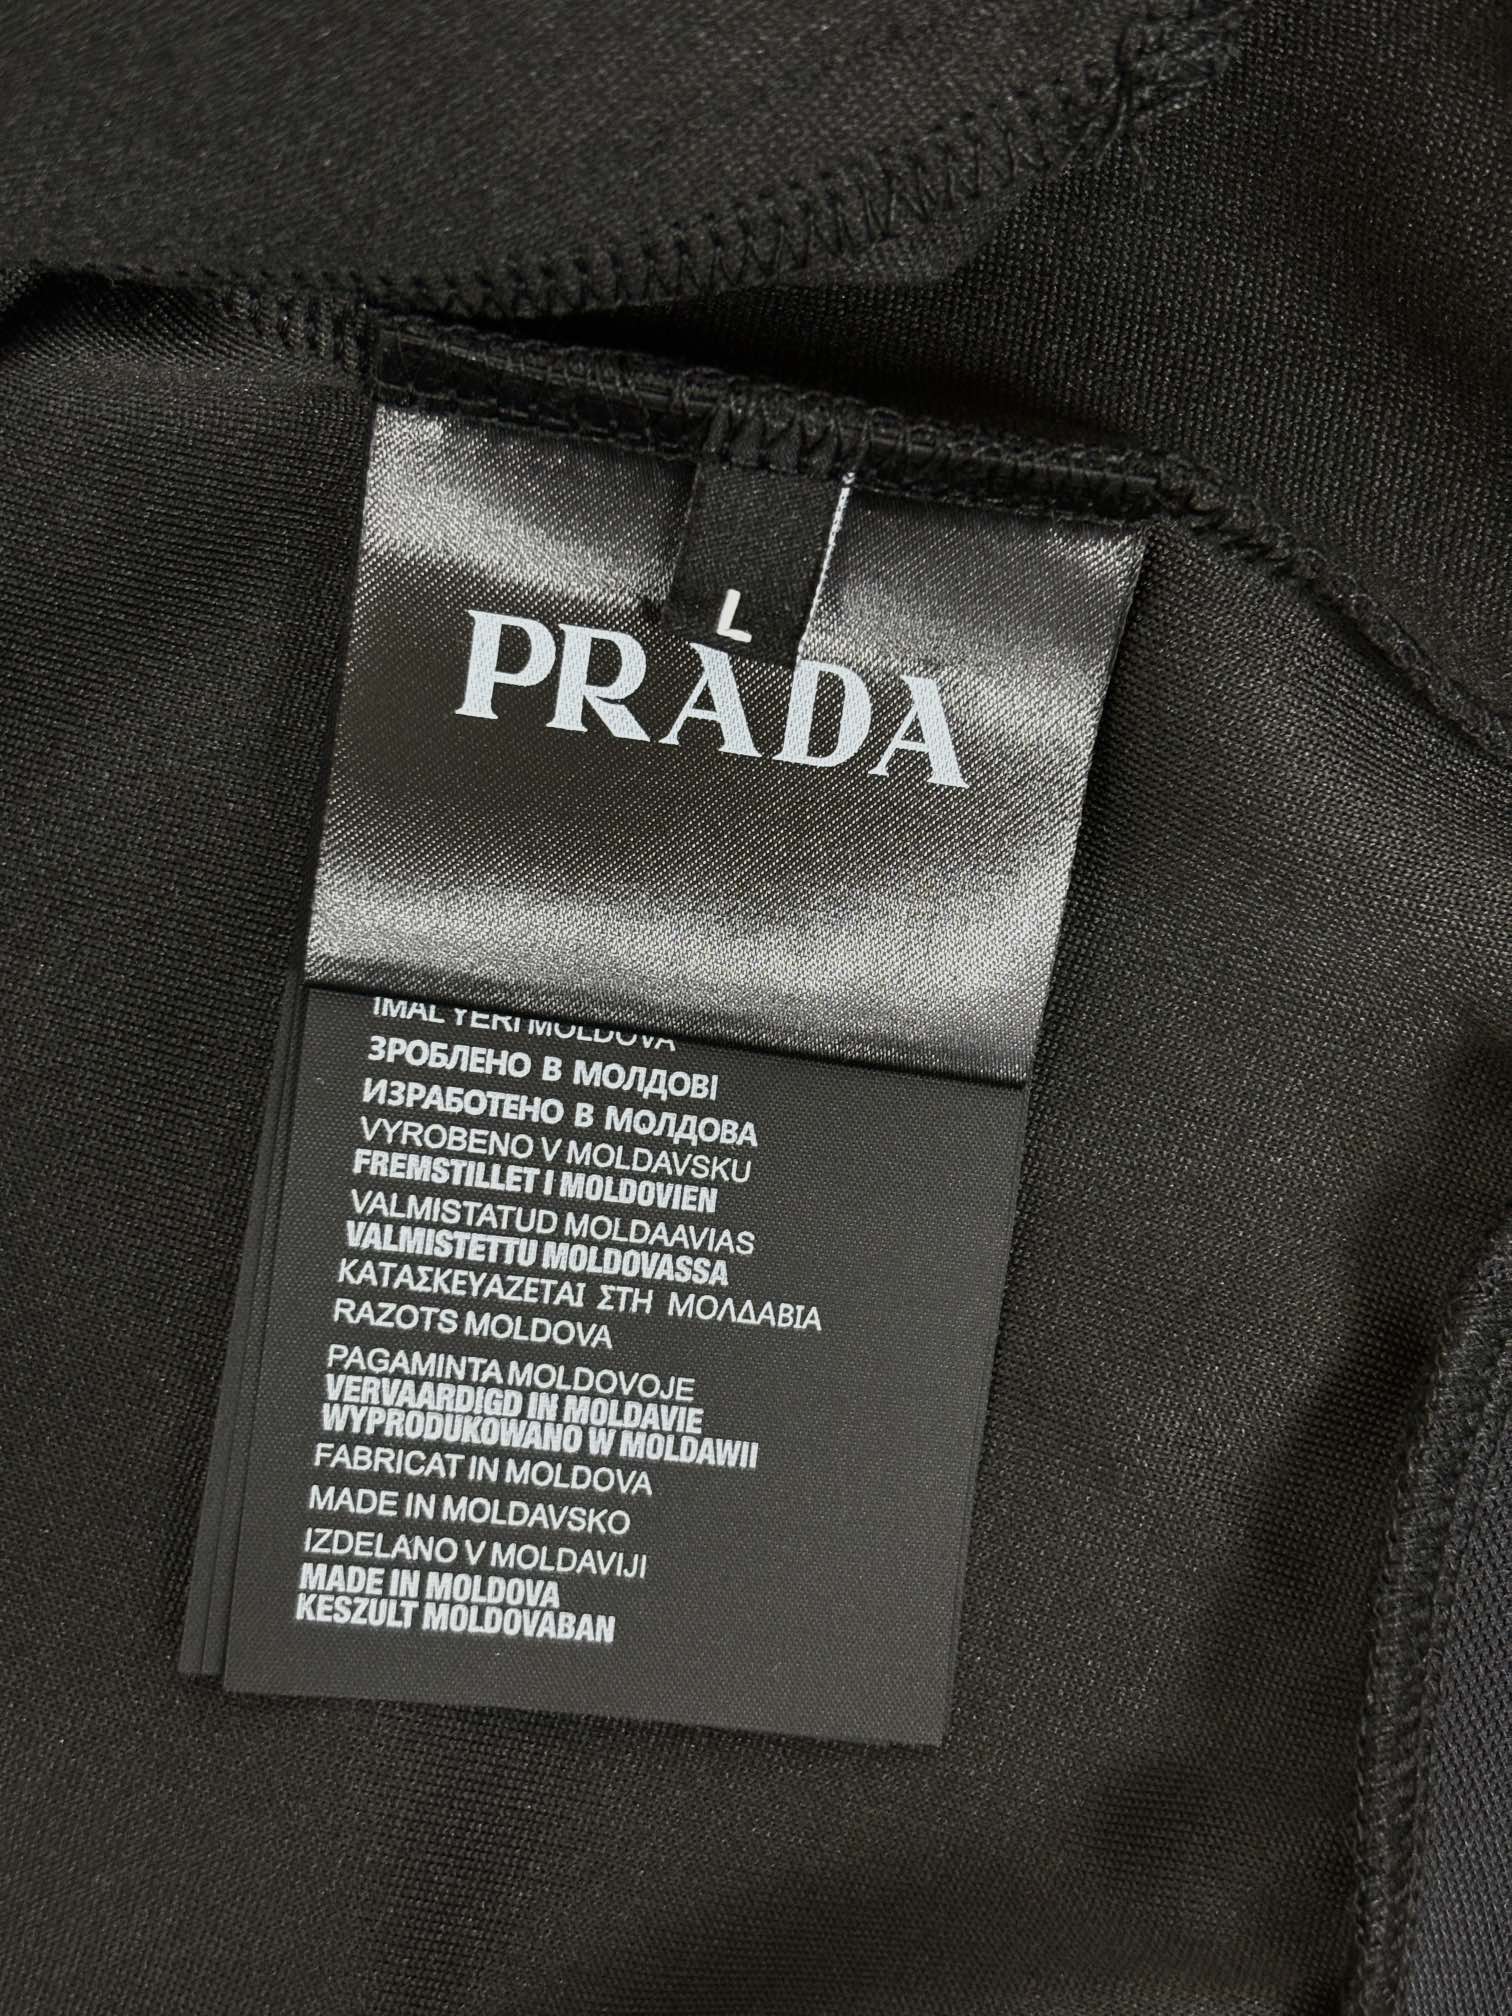 L
PRADA
IMAL YERI MOLDOVA
ЗРОБЛЕНО В МОЛДОВІ
ИЗРАБОТЕНО В МОЛДОВА
VYROBENO V MOLDAVSKU
FREMSTILLET I MOLDOVIEN
VALMISTATUD MOLDAAVIAS
VALMISTETTU MOLDOVASSA
ΚΑΤΑΣΚΕΥΑΖΕΤΑΙ ΣΤΗ ΜΟΛΔΑΒΙΑ
RAZOTS MOLDOVA
PAGAMINTA MOLDOVOJE
VERVAARDIGD IN MOLDAVIE
WYPRODUKOWANO W MOLDAWII
FABRICAT IN MOLDOVA
MADE IN MOLDAVSKO
IZDELANO V MOLDAVIJI
MADE IN MOLDOVA
KESZULT MOLDOVABAN